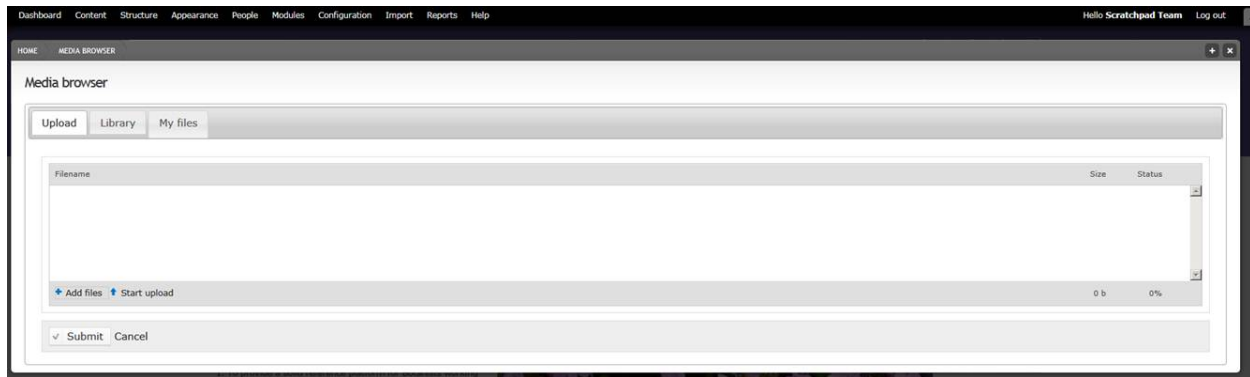 Dashboard Content Structure Appearance People Modules Configuration Import Reports Help Hello Scratchpad Team Log out
HOME MEDIA BROWSER
Media browser
Upload Library My files
Filename Size Status
Add files Start upload 0 b 0%
Submit Cancel